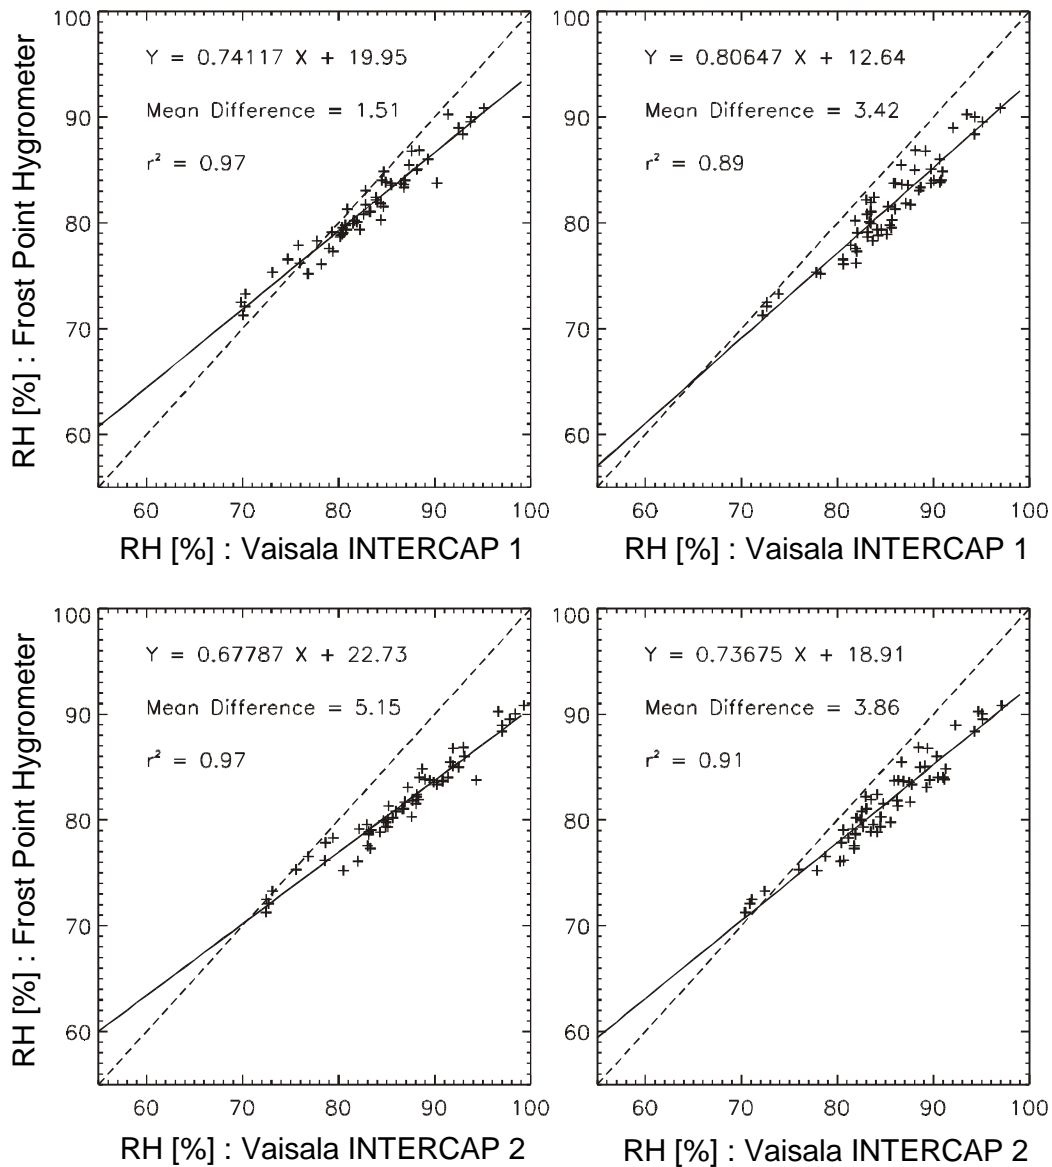 RH [%] : Frost Point Hygrometer
100
90
80
70
60
Y = 0.74117 X + 19.95
Mean Difference = 1.51
r² = 0.97
60 70 80 90 100
RH [%] : Vaisala INTERCAP 1
100
90
80
70
60
Y = 0.80647 X + 12.64
Mean Difference = 3.42
r² = 0.89
60 70 80 90 100
RH [%] : Vaisala INTERCAP 1
RH [%] : Frost Point Hygrometer
100
90
80
70
60
Y = 0.67787 X + 22.73
Mean Difference = 5.15
r² = 0.97
60 70 80 90 100
RH [%] : Vaisala INTERCAP 2
100
90
80
70
60
Y = 0.73675 X + 18.91
Mean Difference = 3.86
r² = 0.91
60 70 80 90 100
RH [%] : Vaisala INTERCAP 2